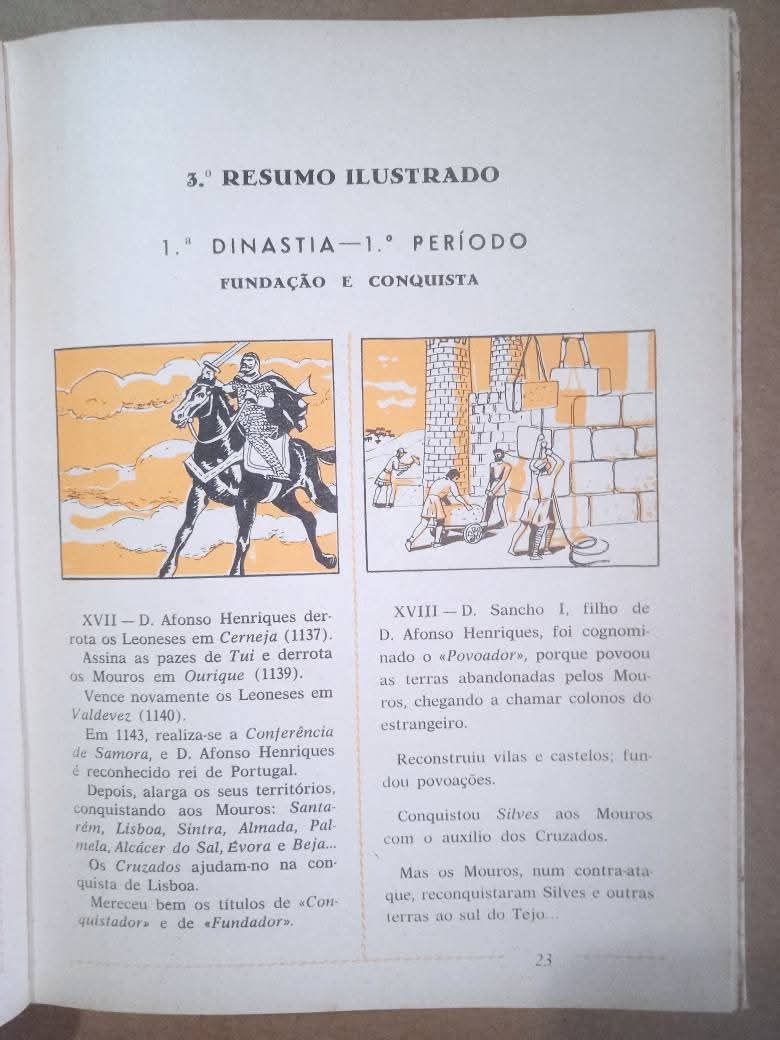 3.º RESUMO ILUSTRADO
1.ª DINASTIA—1.º PERÍODO
FUNDAÇÃO E CONQUISTA
XVII — D. Afonso Henriques der-
rota os Leoneses em Cerneja (1137).
Assina as pazes de Tui e derrota
os Mouros em Ourique (1139).
Vence novamente os Leoneses em
Valdevez (1140).
Em 1143, realiza-se a Conferência
de Samora, e D. Afonso Henriques
é reconhecido rei de Portugal.
Depois, alarga os seus territórios,
conquistando aos Mouros: Santa-
rém, Lisboa, Sintra, Almada, Pal-
mela, Alcácer do Sal, Évora e Beja...
Os Cruzados ajudam-no na con-
quista de Lisboa.
Mereceu bem os títulos de «Con-
quistador» e de «Fundador».
XVIII — D. Sancho I, filho de
D. Afonso Henriques, foi cognomi-
nado o «Povoador», porque povoou
as terras abandonadas pelos Mou-
ros, chegando a chamar colonos do
estrangeiro.
Reconstruiu vilas e castelos; fun-
dou povoações.
Conquistou Silves aos Mouros
com o auxílio dos Cruzados.
Mas os Mouros, num contra-ata-
que, reconquistaram Silves e outras
terras ao sul do Tejo...
23